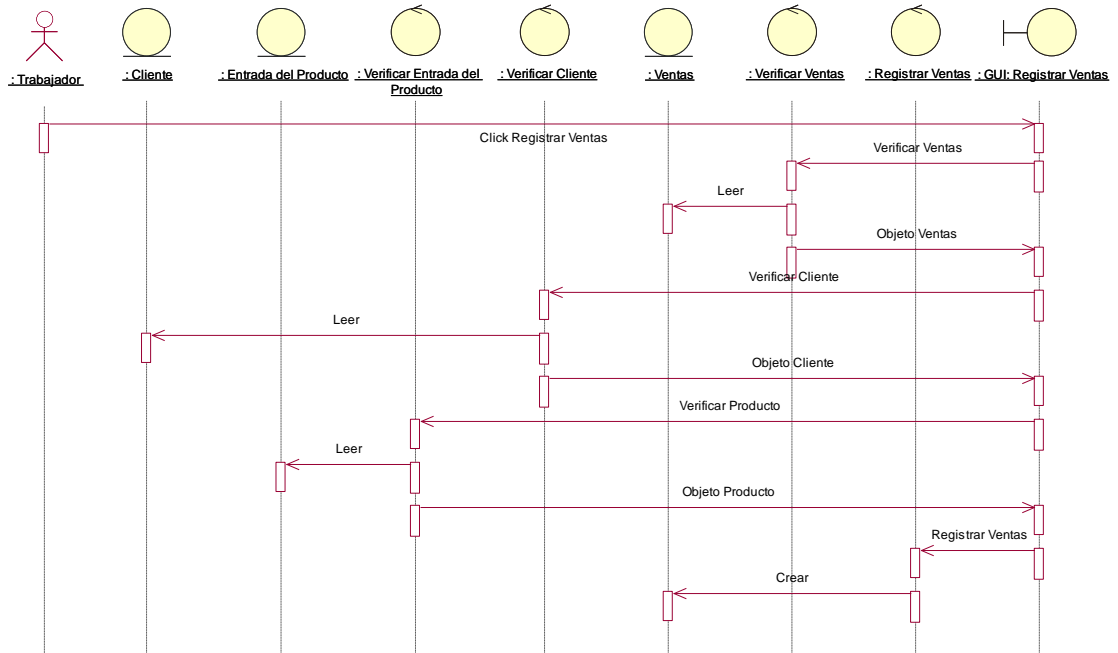 : Trabajador
: Cliente
: Entrada del Producto
: Verificar Entrada del
Producto
: Verificar Cliente
: Ventas
: Verificar Ventas
: Registrar Ventas
: GUI: Registrar Ventas
Click Registrar Ventas
Verificar Ventas
Leer
Objeto Ventas
Verificar Cliente
Leer
Objeto Cliente
Verificar Producto
Leer
Objeto Producto
Registrar Ventas
Crear